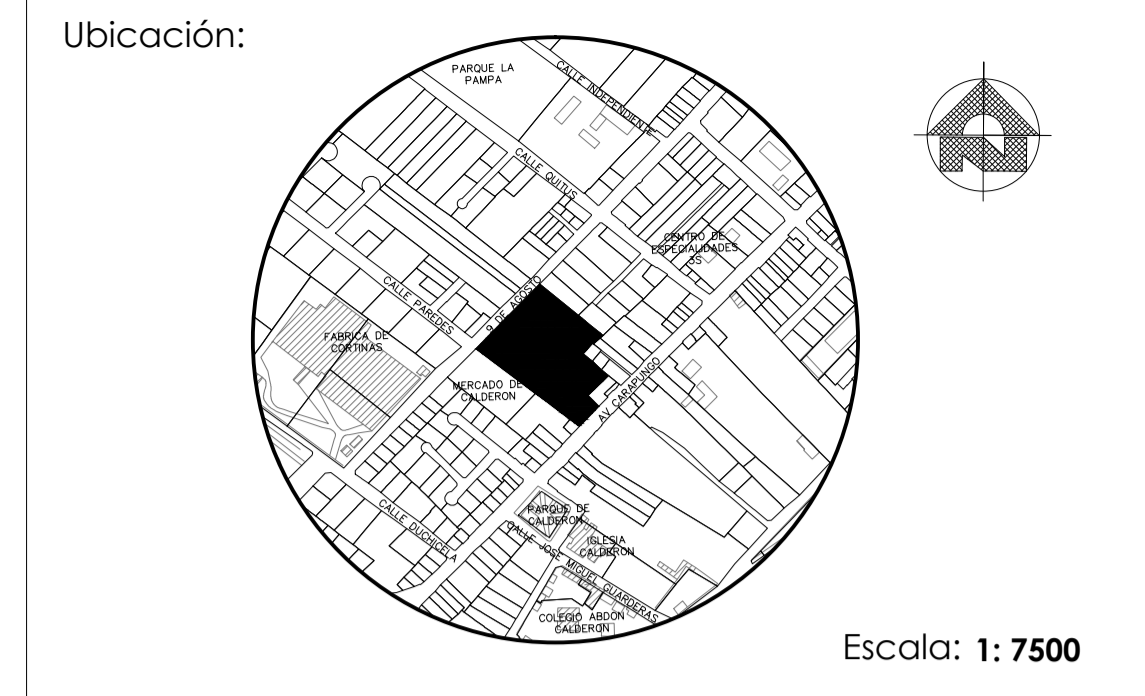 Ubicación:
PARQUE LA
PAMPA
CALLE INDEPENDIENTE
CALLE QUITUS
CENTRO DE
ESPECIALIDADES
3S
CALLE PAREDES
9 DE AGOSTO
FABRICA DE
CORTINAS
MERCADO DE
CALDERON
AV CARAPUNGO
PARQUE DE
CALDERON
CALLE DUCHICELA
IGLESIA
CALDERON
CALLE JOSE MIGUEL GUARDERAS
COLEGIO ABDON
CALDERON
Escala: 1: 7500